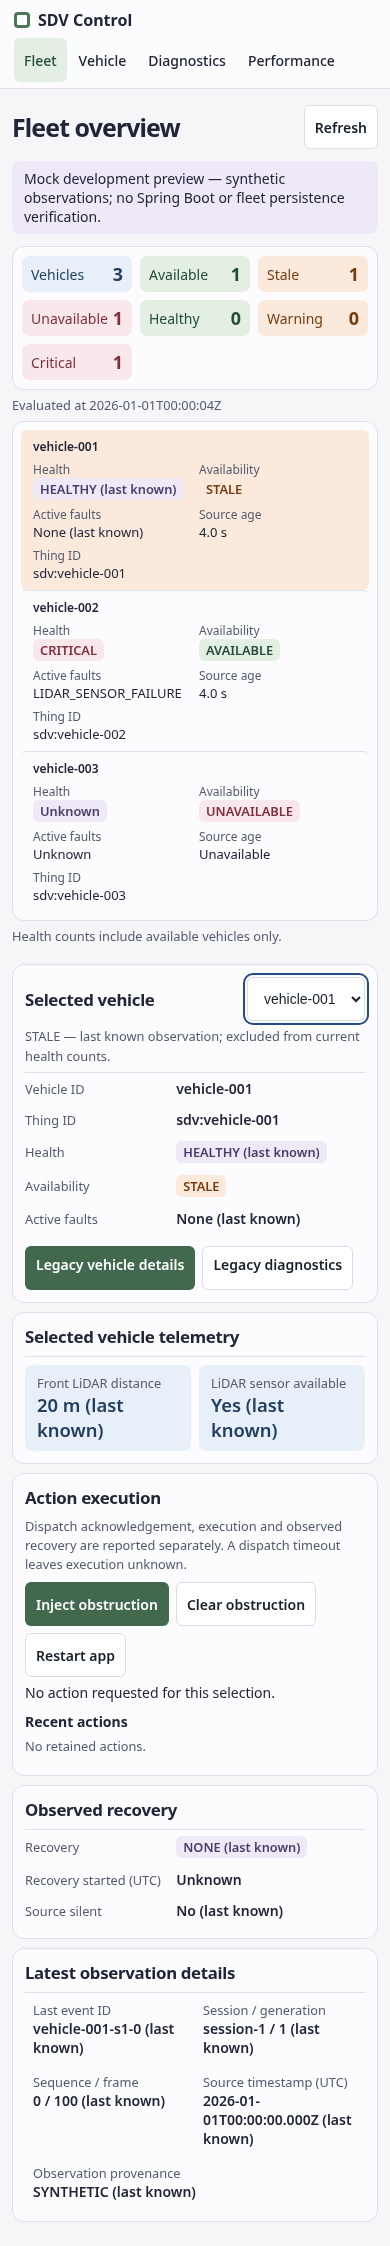 SDV Control
Fleet Vehicle Diagnostics Performance
Fleet overview Refresh
Mock development preview — synthetic
observations; no Spring Boot or fleet persistence
verification.
Vehicles 3 Available 1 Stale 1
Unavailable 1 Healthy 0 Warning 0
Critical 1
Evaluated at 2026-01-01T00:00:04Z
vehicle-001
Health Availability
HEALTHY (last known) STALE
Active faults Source age
None (last known) 4.0 s
Thing ID
sdv:vehicle-001
vehicle-002
Health Availability
CRITICAL AVAILABLE
Active faults Source age
LIDAR_SENSOR_FAILURE 4.0 s
Thing ID
sdv:vehicle-002
vehicle-003
Health Availability
Unknown UNAVAILABLE
Active faults Source age
Unknown Unavailable
Thing ID
sdv:vehicle-003
Health counts include available vehicles only.
Selected vehicle vehicle-001
STALE — last known observation; excluded from current
health counts.
Vehicle ID vehicle-001
Thing ID sdv:vehicle-001
Health HEALTHY (last known)
Availability STALE
Active faults None (last known)
Legacy vehicle details Legacy diagnostics
Selected vehicle telemetry
Front LiDAR distance LiDAR sensor available
20 m (last Yes (last
known) known)
Action execution
Dispatch acknowledgement, execution and observed
recovery are reported separately. A dispatch timeout
leaves execution unknown.
Inject obstruction Clear obstruction
Restart app
No action requested for this selection.
Recent actions
No retained actions.
Observed recovery
Recovery NONE (last known)
Recovery started (UTC) Unknown
Source silent No (last known)
Latest observation details
Last event ID Session / generation
vehicle-001-s1-0 (last session-1 / 1 (last
known) known)
Sequence / frame Source timestamp (UTC)
0 / 100 (last known) 2026-01-
01T00:00:00.000Z (last
known)
Observation provenance
SYNTHETIC (last known)